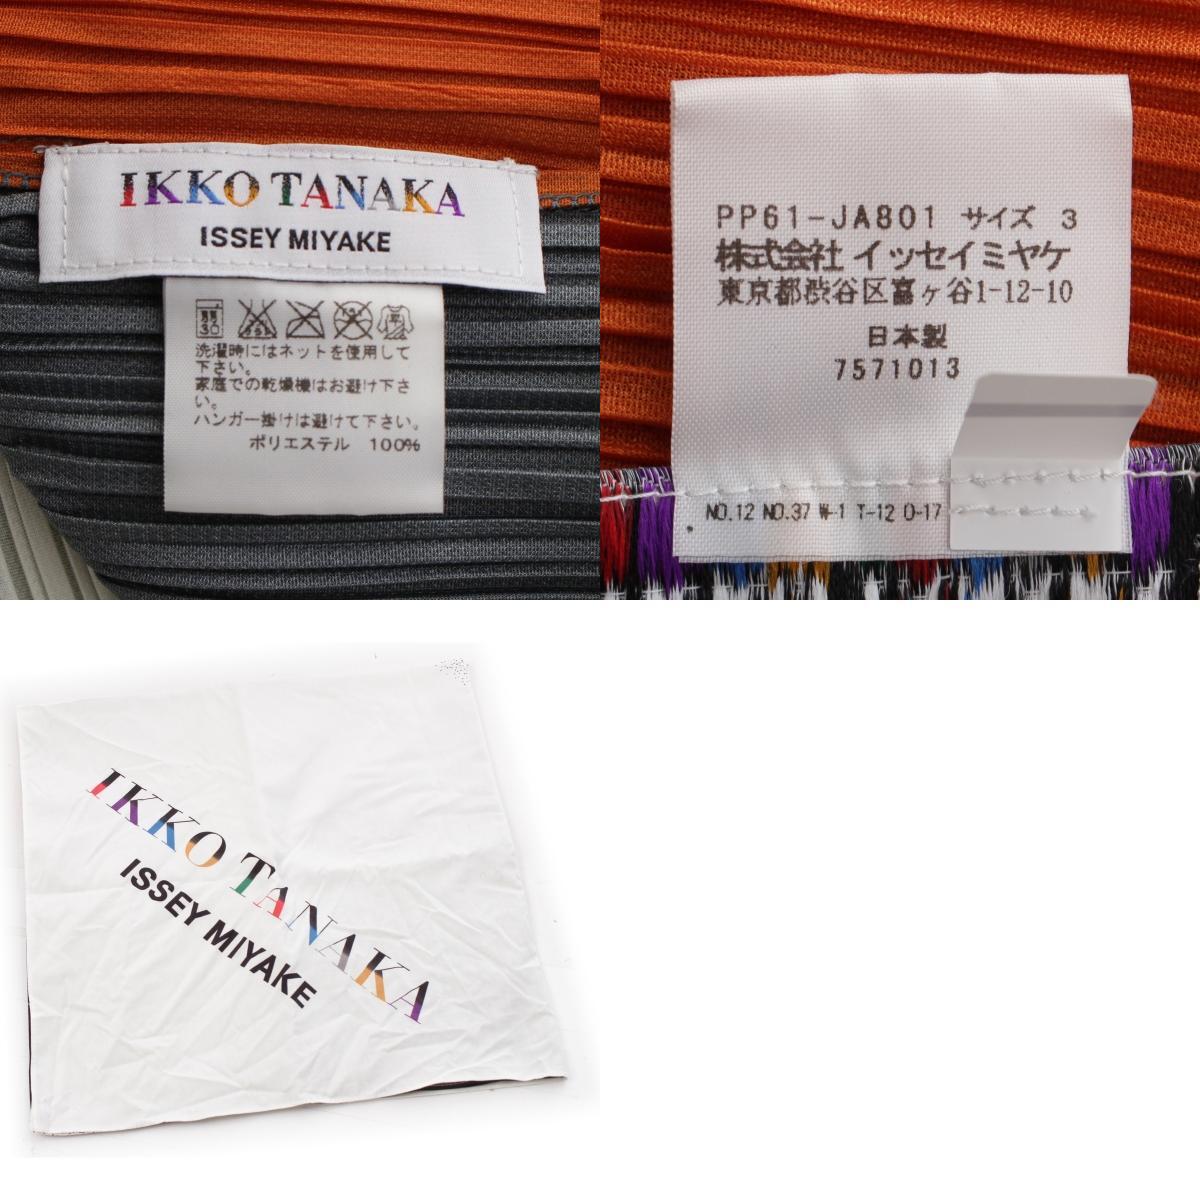 IKKO TANAKA
ISSEY MIYAKE
洗濯時にはネットを使用して
下さい。
家庭での乾燥機はお避け下さ
い。
ハンガー掛けは避けて下さい。
ポリエステル 100%
PP61-JA801 サイズ 3
株式会社 イッセイミヤケ
東京都渋谷区富ヶ谷1-12-10
日本製
7571013
NO.12 NO.37 W-1 T-12 O-17
IKKO TANAKA
ISSEY MIYAKE